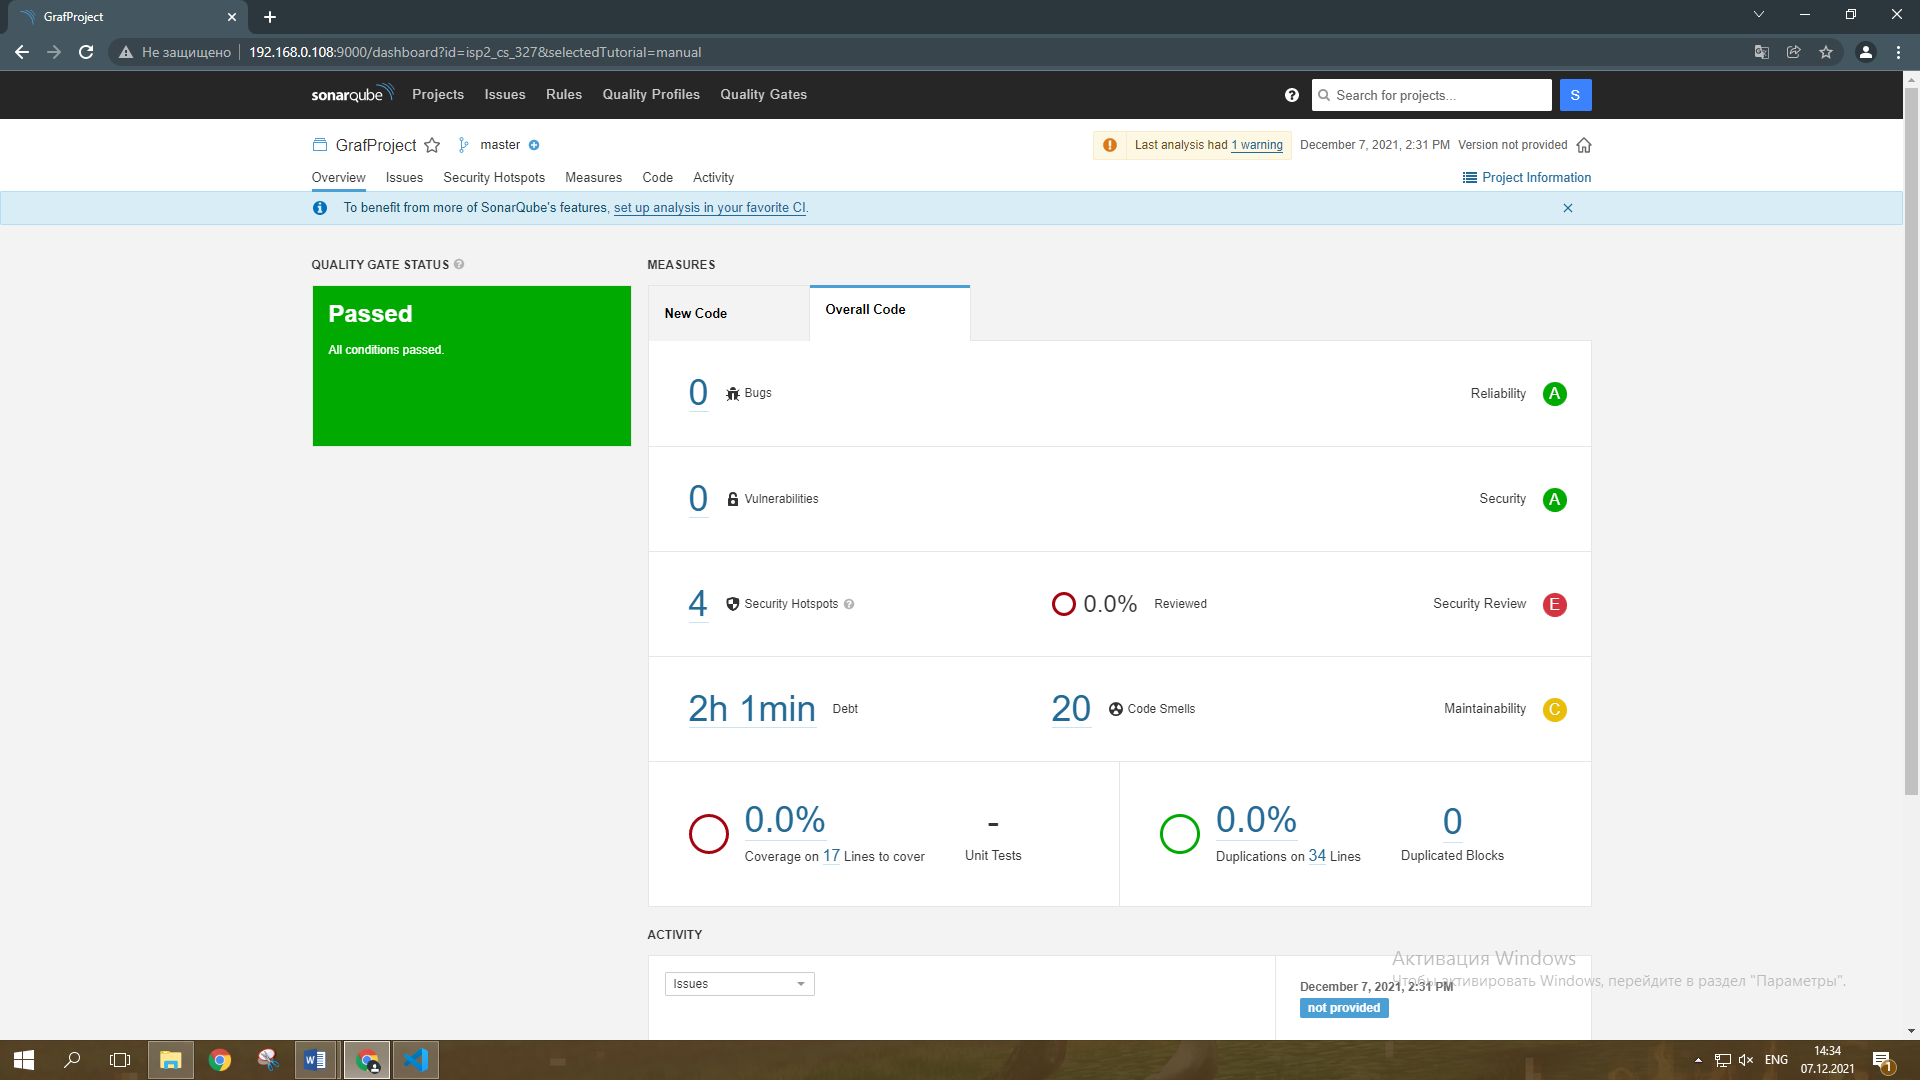 GrafProject
Не защищено 192.168.0.108:9000/dashboard?id=isp2_cs_327&selectedTutorial=manual
sonarqube Projects Issues Rules Quality Profiles Quality Gates Search for projects... S
GrafProject master Last analysis had 1 warning December 7, 2021, 2:31 PM Version not provided
Overview Issues Security Hotspots Measures Code Activity Project Information
To benefit from more of SonarQube's features, set up analysis in your favorite CI.
QUALITY GATE STATUS MEASURES
Passed
All conditions passed.
New Code Overall Code
0 Bugs Reliability A
0 Vulnerabilities Security A
4 Security Hotspots 0.0% Reviewed Security Review E
2h 1min Debt 20 Code Smells Maintainability C
0.0% - 0.0% 0
Coverage on 17 Lines to cover Unit Tests Duplications on 34 Lines Duplicated Blocks
ACTIVITY
Активация Windows
Чтобы активировать Windows, перейдите в раздел "Параметры".
Issues December 7, 2021, 2:31 PM
not provided
ENG 14:34
07.12.2021
1